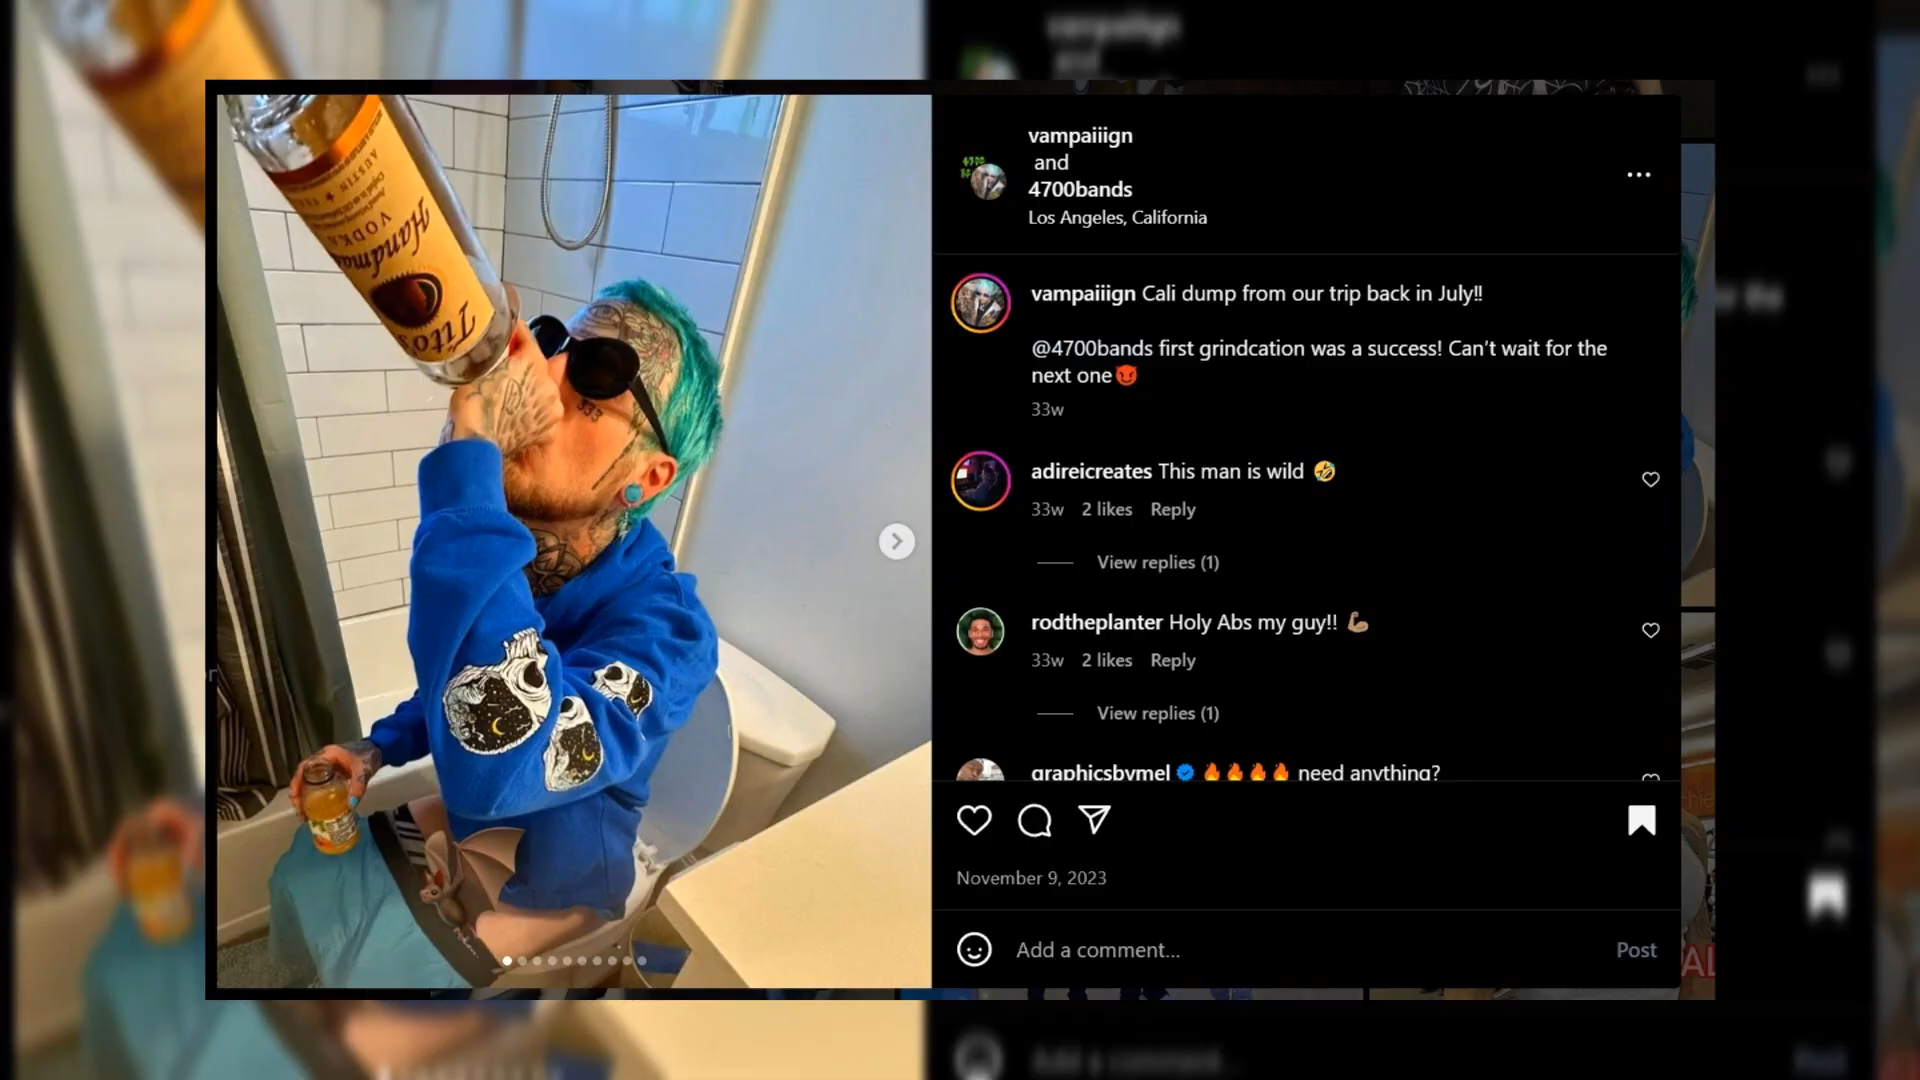 vampaiiign
and
4700bands
Los Angeles, California
vampaiiign Cali dump from our trip back in July!!
@4700bands first grindcation was a success! Can't wait for the
next one😈
33w
adireicreates This man is wild 🤣
33w 2 likes Reply
View replies (1)
rodtheplanter Holy Abs my guy!! 💪🏽
33w 2 likes Reply
View replies (1)
graphicsbymel 🔥🔥🔥🔥 need anything?
November 9, 2023
Add a comment... Post
Tito's
Handmade
VODKA
AUSTIN
333
4700